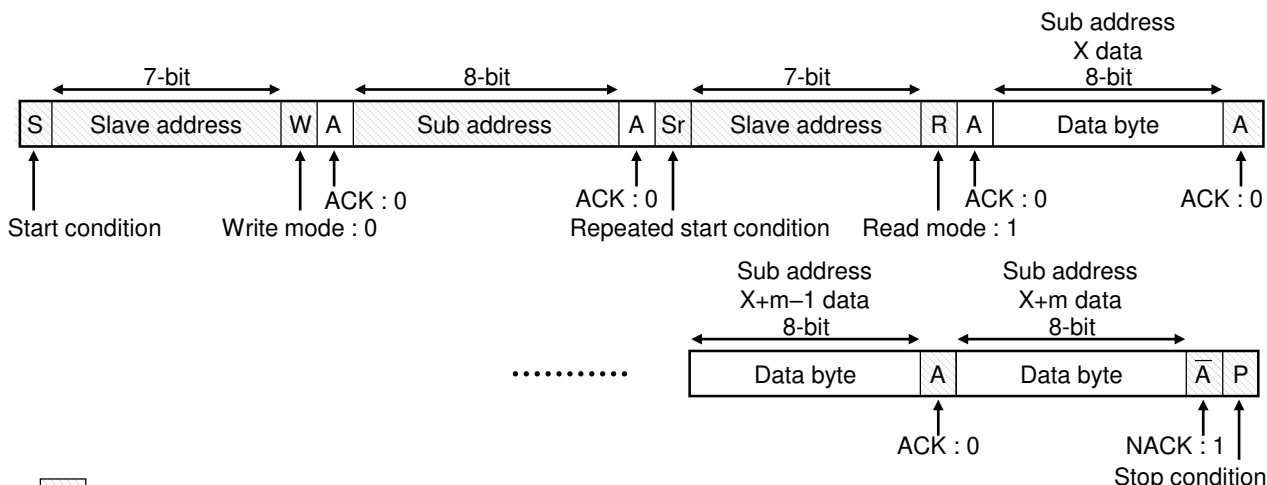 Sub address
X data
7-bit 8-bit 7-bit 8-bit
S Slave address W A Sub address A Sr Slave address R A Data byte A
ACK : 0 ACK : 0 ACK : 0 ACK : 0
Start condition Write mode : 0 Repeated start condition Read mode : 1
Sub address Sub address
X+m–1 data X+m data
8-bit 8-bit
Data byte A Data byte A̅ P
ACK : 0 NACK : 1
Stop condition